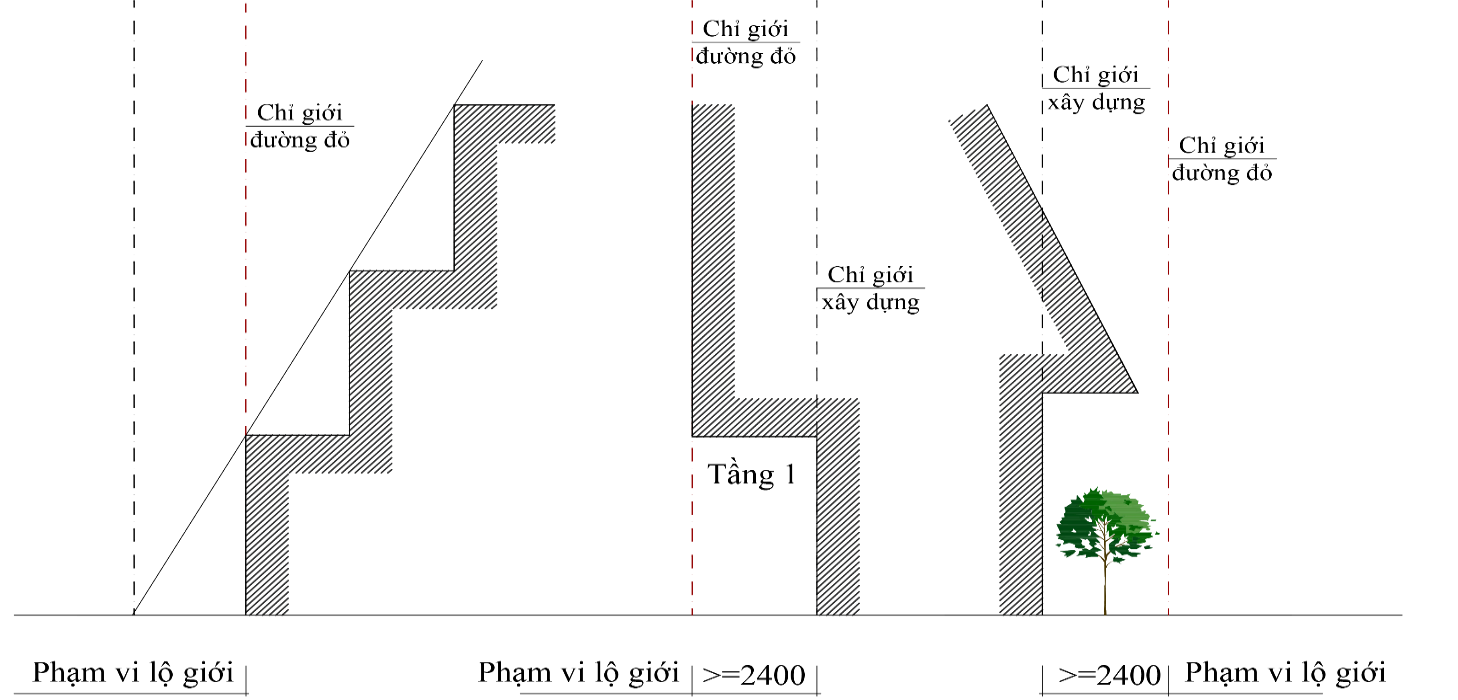 Chỉ giới
đường đỏ
Chỉ giới
đường đỏ
Chỉ giới
xây dựng
Tầng 1
Chỉ giới
xây dựng
Chỉ giới
đường đỏ
Phạm vi lộ giới
Phạm vi lộ giới
>=2400
>=2400
Phạm vi lộ giới